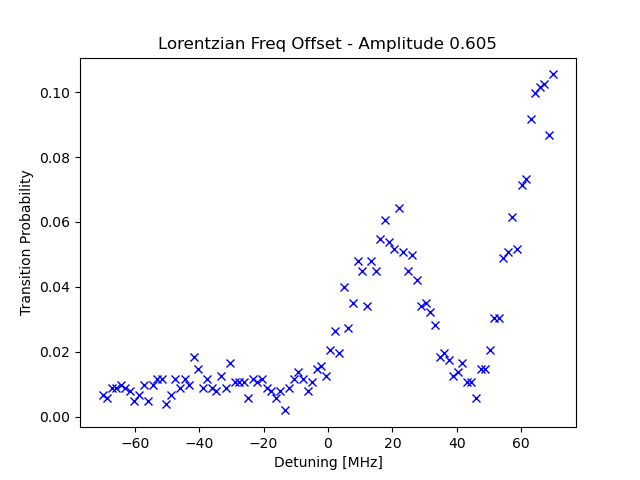 Lorentzian Freq Offset - Amplitude 0.605
0.10
0.08
0.06
0.04
0.02
0.00
Transition Probability
−60 −40 −20 0 20 40 60
Detuning [MHz]